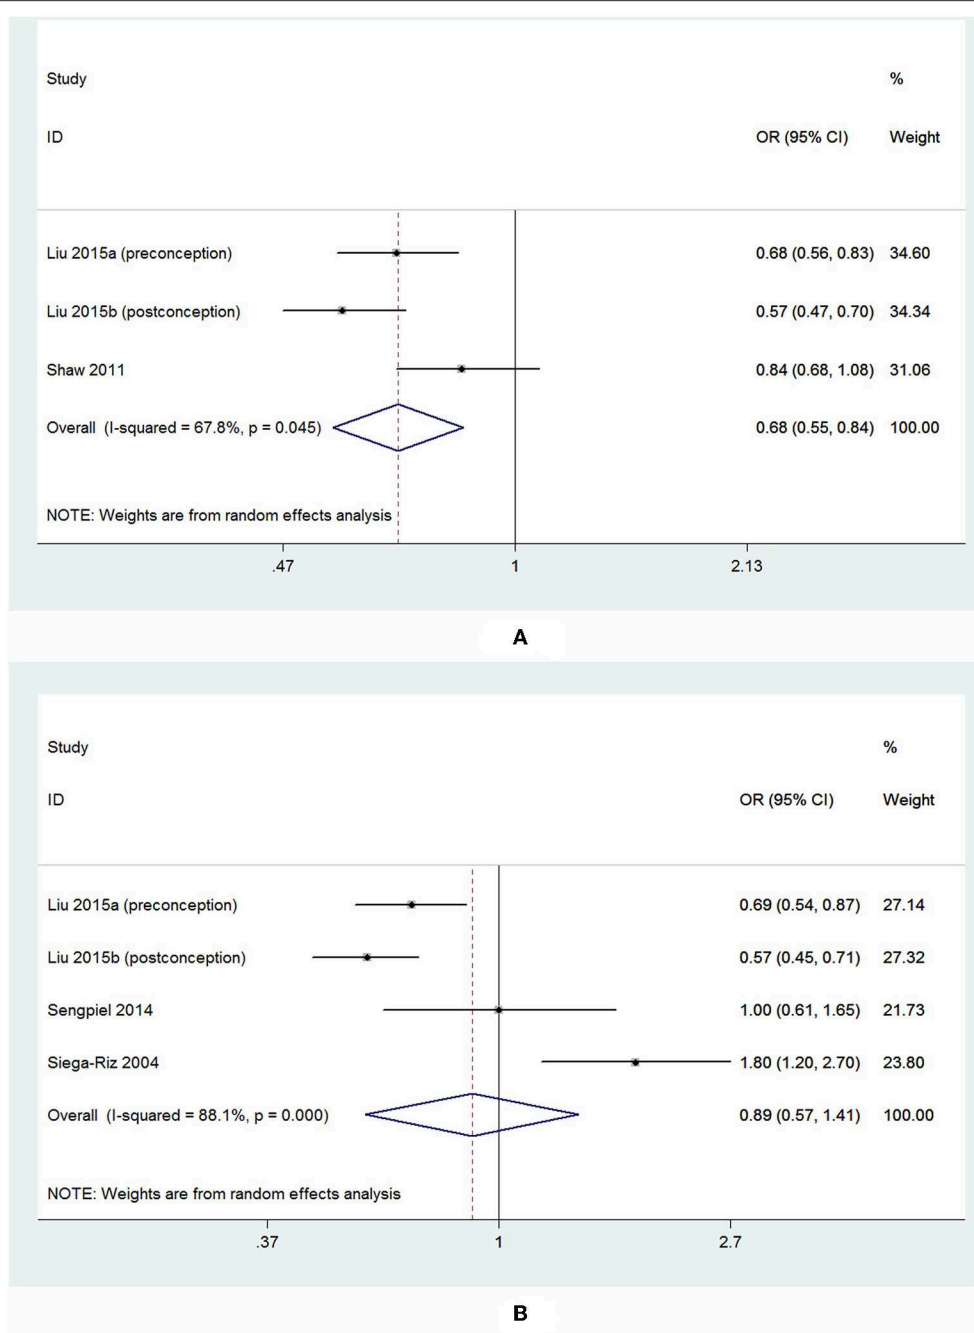 Study %
ID OR (95% CI) Weight
Liu 2015a (preconception) 0.68 (0.56, 0.83) 34.60
Liu 2015b (postconception) 0.57 (0.47, 0.70) 34.34
Shaw 2011 0.84 (0.68, 1.08) 31.06
Overall (I-squared = 67.8%, p = 0.045) 0.68 (0.55, 0.84) 100.00
NOTE: Weights are from random effects analysis
.47 1 2.13
A
Study %
ID OR (95% CI) Weight
Liu 2015a (preconception) 0.69 (0.54, 0.87) 27.14
Liu 2015b (postconception) 0.57 (0.45, 0.71) 27.32
Sengpiel 2014 1.00 (0.61, 1.65) 21.73
Siega-Riz 2004 1.80 (1.20, 2.70) 23.80
Overall (I-squared = 88.1%, p = 0.000) 0.89 (0.57, 1.41) 100.00
NOTE: Weights are from random effects analysis
.37 1 2.7
B